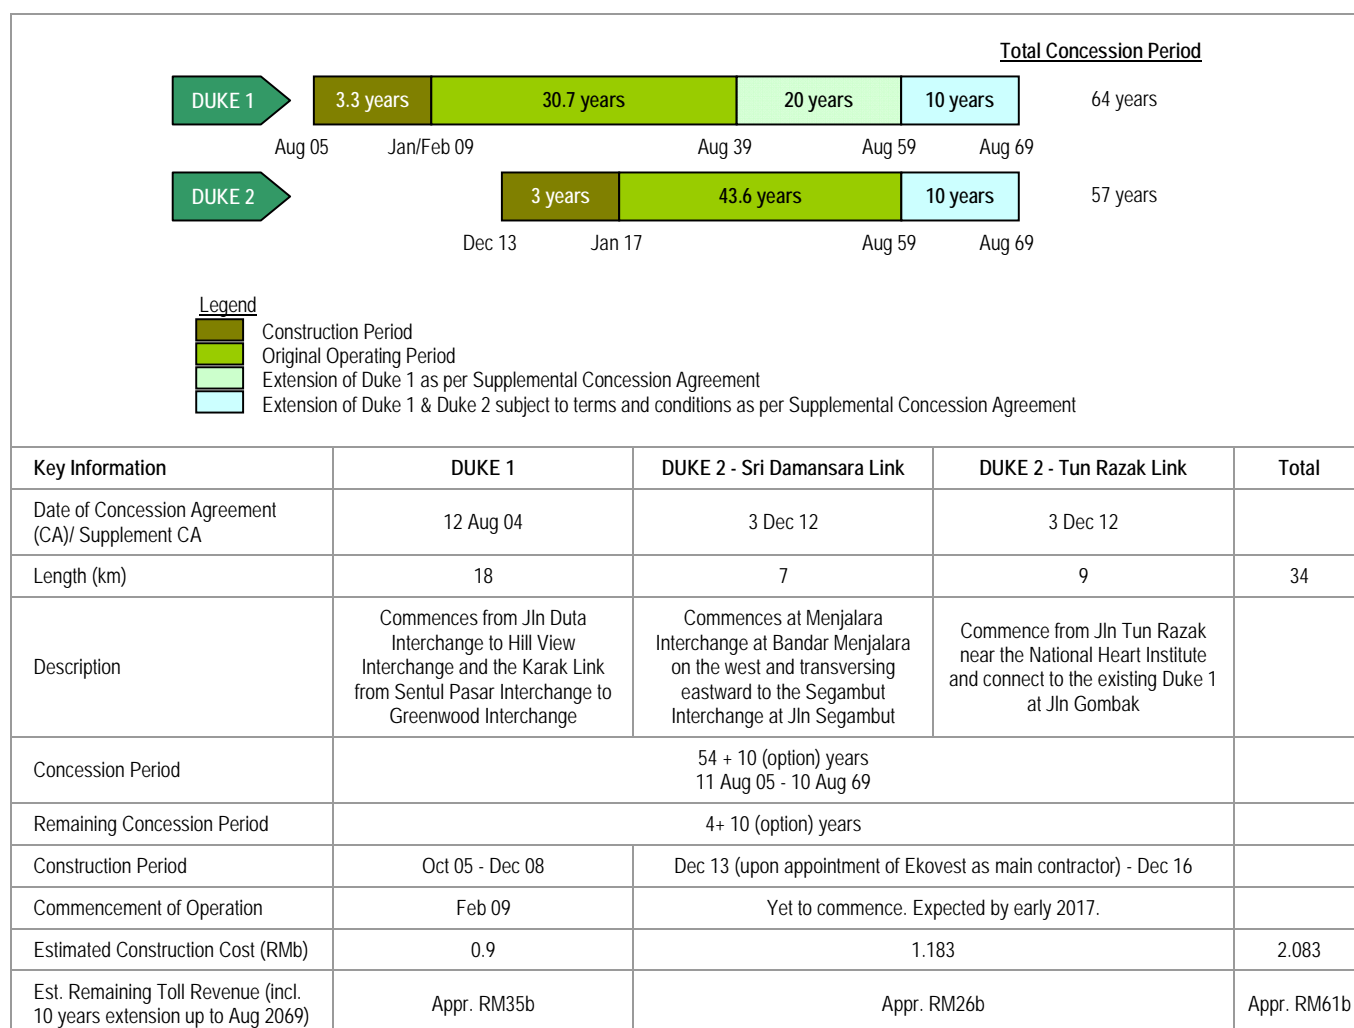 Total Concession Period
DUKE 1
3.3 years
30.7 years
20 years
10 years
64 years
Aug 05
Jan/Feb 09
Aug 39
Aug 59
Aug 69
DUKE 2
3 years
43.6 years
10 years
57 years
Dec 13
Jan 17
Aug 59
Aug 69
Legend
Construction Period
Original Operating Period
Extension of Duke 1 as per Supplemental Concession Agreement
Extension of Duke 1 & Duke 2 subject to terms and conditions as per Supplemental Concession Agreement
Key Information
DUKE 1
DUKE 2 - Sri Damansara Link
DUKE 2 - Tun Razak Link
Total
Date of Concession Agreement
(CA)/ Supplement CA
12 Aug 04
3 Dec 12
3 Dec 12
Length (km)
18
7
9
34
Description
Commences from Jln Duta
Interchange to Hill View
Interchange and the Karak Link
from Sentul Pasar Interchange to
Greenwood Interchange
Commences at Menjalara
Interchange at Bandar Menjalara
on the west and transversing
eastward to the Segambut
Interchange at Jln Segambut
Commence from Jln Tun Razak
near the National Heart Institute
and connect to the existing Duke 1
at Jln Gombak
Concession Period
54 + 10 (option) years
11 Aug 05 - 10 Aug 69
Remaining Concession Period
4+ 10 (option) years
Construction Period
Oct 05 - Dec 08
Dec 13 (upon appointment of Ekovest as main contractor) - Dec 16
Commencement of Operation
Feb 09
Yet to commence. Expected by early 2017.
Estimated Construction Cost (RMb)
0.9
1.183
2.083
Est. Remaining Toll Revenue (incl.
10 years extension up to Aug 2069)
Appr. RM35b
Appr. RM26b
Appr. RM61b